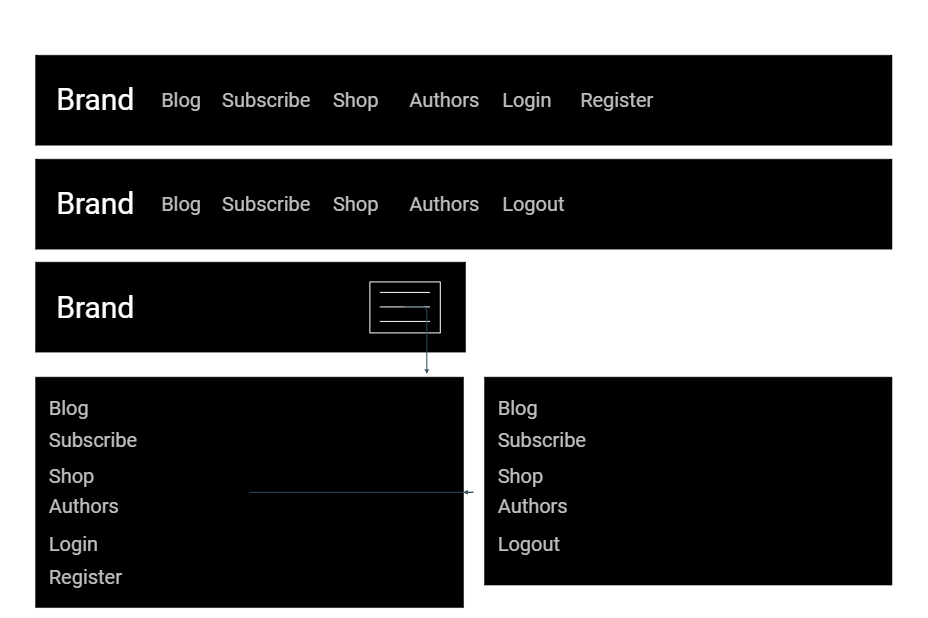 Brand Blog Subscribe Shop Authors Login Register
Brand Blog Subscribe Shop Authors Logout
Brand
Blog
Subscribe
Shop
Authors
Login
Register
Blog
Subscribe
Shop
Authors
Logout